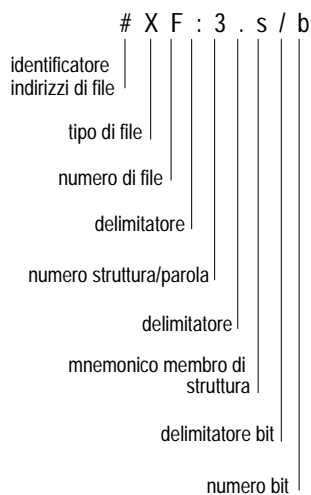 # X F : 3 . s / b
identificatore
indirizzi di file
tipo di file
numero di file
delimitatore
numero struttura/parola
delimitatore
mnemonico membro di
struttura
delimitatore bit
numero bit